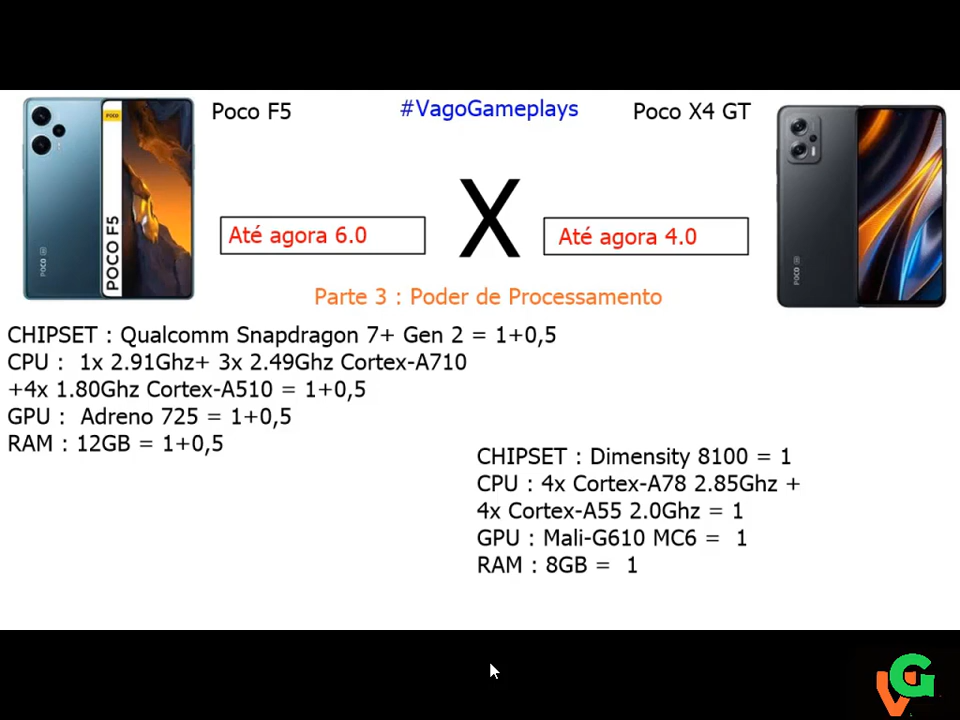 Poco F5
#VagoGameplays
Poco X4 GT
POCO
POCO F5
POCO
X
Até agora 6.0
Até agora 4.0
POCO
Parte 3 : Poder de Processamento
CHIPSET : Qualcomm Snapdragon 7+ Gen 2 = 1+0,5
CPU : 1x 2.91Ghz+ 3x 2.49Ghz Cortex-A710
+4x 1.80Ghz Cortex-A510 = 1+0,5
GPU : Adreno 725 = 1+0,5
RAM : 12GB = 1+0,5
CHIPSET : Dimensity 8100 = 1
CPU : 4x Cortex-A78 2.85Ghz +
4x Cortex-A55 2.0Ghz = 1
GPU : Mali-G610 MC6 = 1
RAM : 8GB = 1
VG